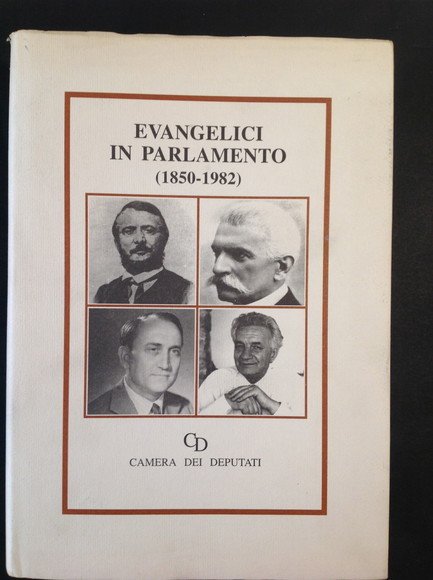 EVANGELICI
IN PARLAMENTO
(1850-1982)
CD
CAMERA DEI DEPUTATI